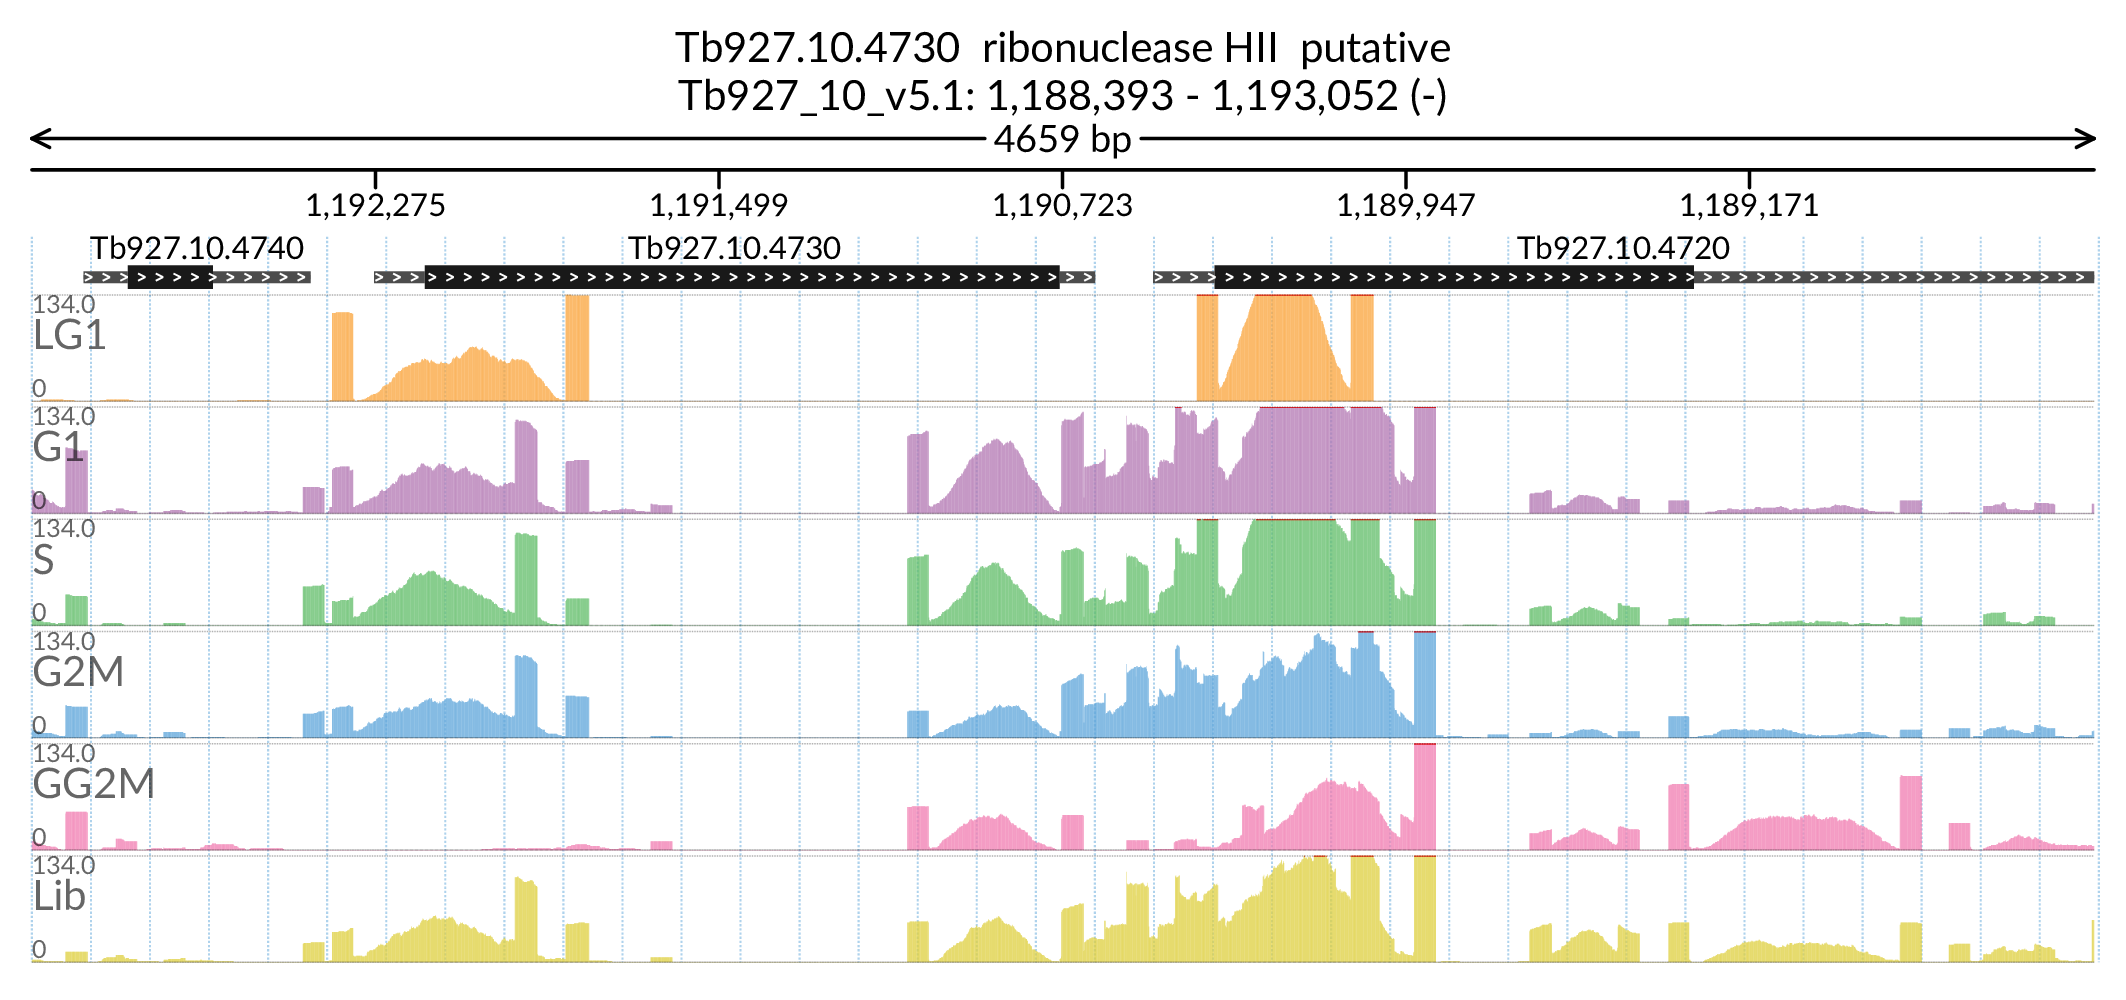 Tb927.10.4730 ribonuclease HII putative
Tb927_10_v5.1: 1,188,393 - 1,193,052 (-)
4659 bp
1,192,275 1,191,499 1,190,723 1,189,947 1,189,171
Tb927.10.4740 Tb927.10.4730 Tb927.10.4720
134.0
LG1
0
134.0
G1
0
134.0
S
0
134.0
G2M
0
134.0
GG2M
0
134.0
Lib
0